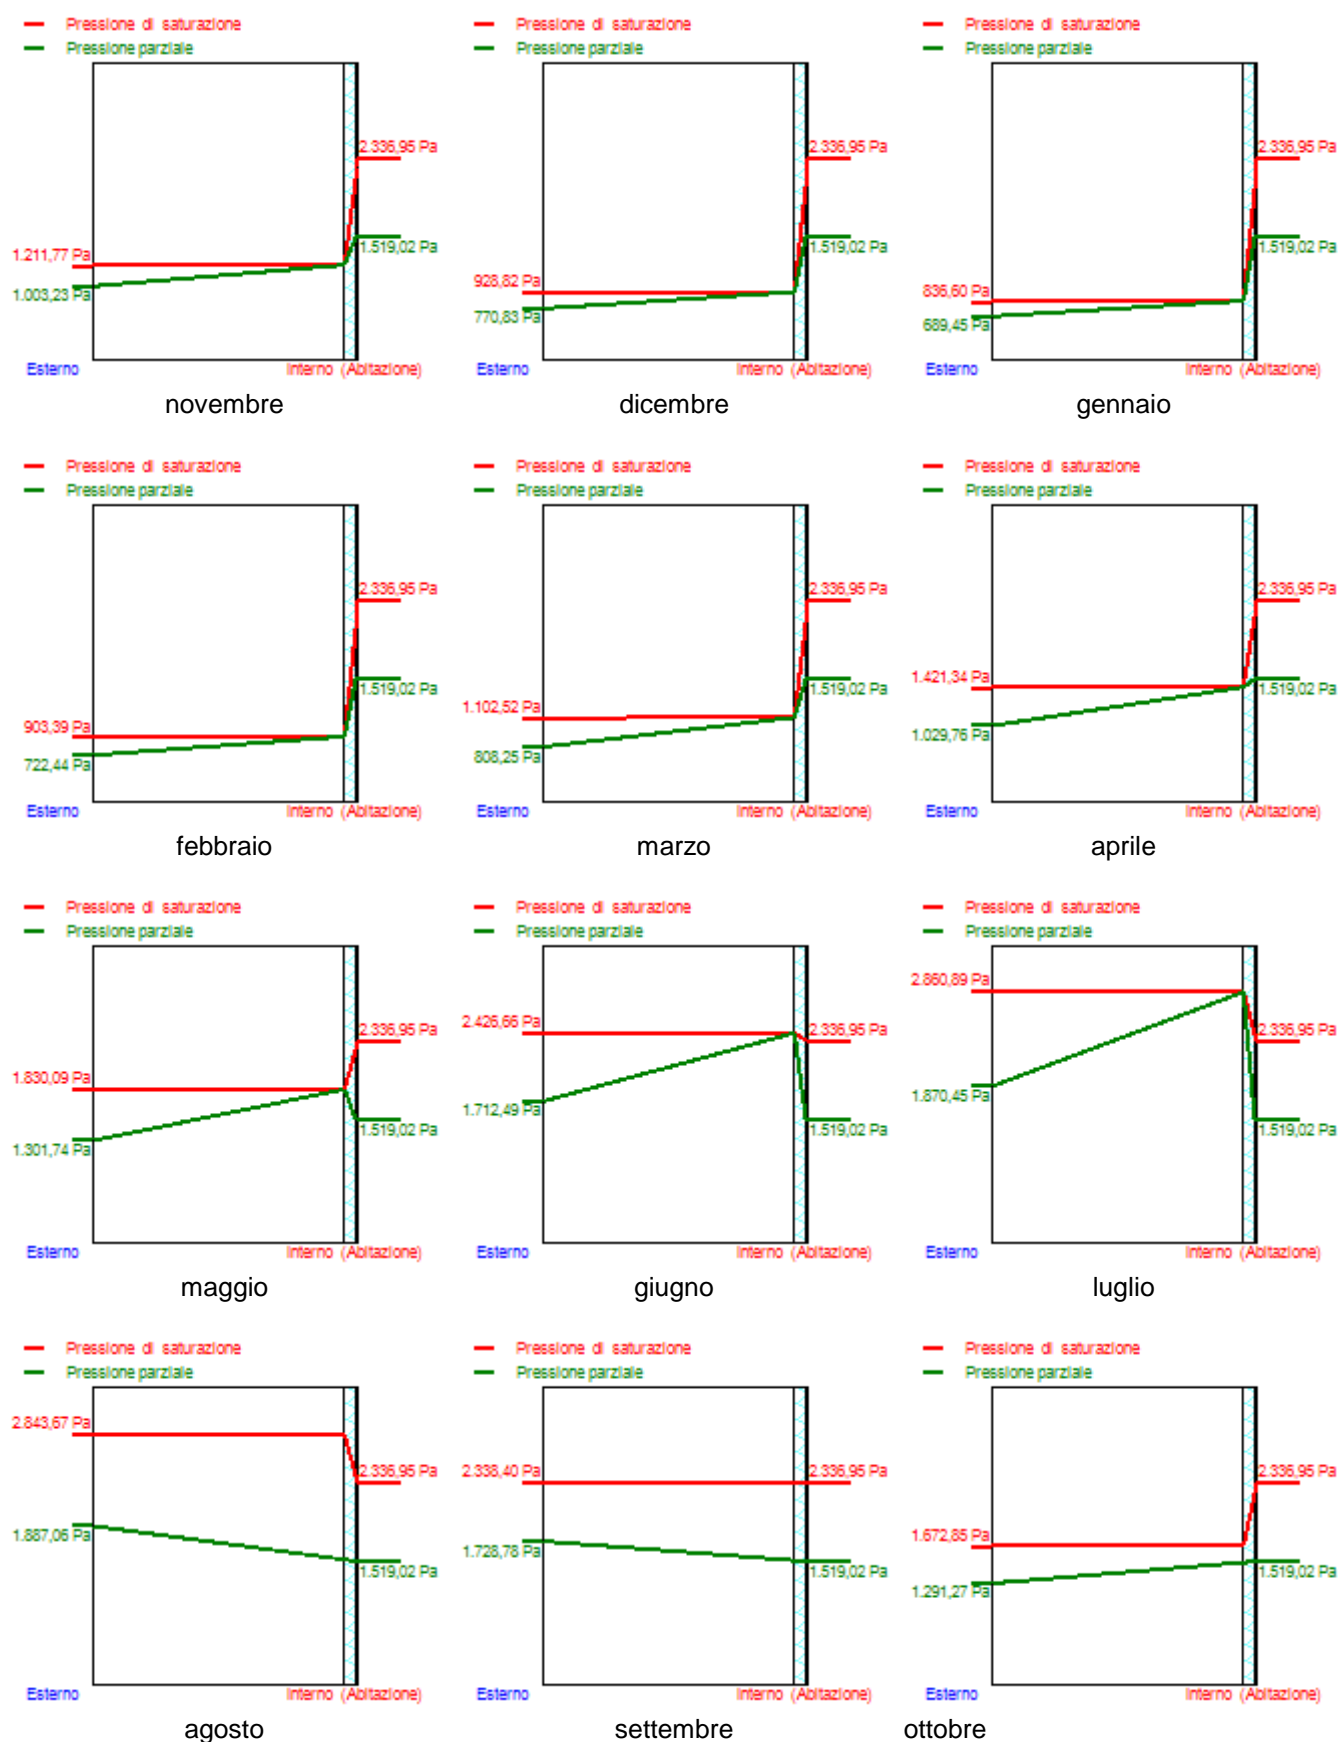 Pressione di saturazione
Pressione parziale
2.336,95 Pa
1.211,77 Pa
1.519,02 Pa
1.003,23 Pa
Esterno
Interno (Abitazione)
novembre
Pressione di saturazione
Pressione parziale
2.336,95 Pa
928,82 Pa
1.519,02 Pa
770,83 Pa
Esterno
Interno (Abitazione)
dicembre
Pressione di saturazione
Pressione parziale
2.336,95 Pa
836,60 Pa
1.519,02 Pa
689,45 Pa
Esterno
Interno (Abitazione)
gennaio
Pressione di saturazione
Pressione parziale
2.336,95 Pa
903,39 Pa
1.519,02 Pa
722,44 Pa
Esterno
Interno (Abitazione)
febbraio
Pressione di saturazione
Pressione parziale
2.336,95 Pa
1.102,52 Pa
1.519,02 Pa
808,25 Pa
Esterno
Interno (Abitazione)
marzo
Pressione di saturazione
Pressione parziale
2.336,95 Pa
1.421,34 Pa
1.519,02 Pa
1.029,76 Pa
Esterno
Interno (Abitazione)
aprile
Pressione di saturazione
Pressione parziale
2.336,95 Pa
1.830,09 Pa
1.519,02 Pa
1.301,74 Pa
Esterno
Interno (Abitazione)
maggio
Pressione di saturazione
Pressione parziale
2.426,66 Pa
2.336,95 Pa
1.712,49 Pa
1.519,02 Pa
Esterno
Interno (Abitazione)
giugno
Pressione di saturazione
Pressione parziale
2.860,89 Pa
2.336,95 Pa
1.870,45 Pa
1.519,02 Pa
Esterno
Interno (Abitazione)
luglio
Pressione di saturazione
Pressione parziale
2.843,67 Pa
2.336,95 Pa
1.887,06 Pa
1.519,02 Pa
Esterno
Interno (Abitazione)
agosto
Pressione di saturazione
Pressione parziale
2.338,40 Pa
2.336,95 Pa
1.728,78 Pa
1.519,02 Pa
Esterno
Interno (Abitazione)
settembre
Pressione di saturazione
Pressione parziale
2.336,95 Pa
1.672,85 Pa
1.519,02 Pa
1.291,27 Pa
Esterno
Interno (Abitazione)
ottobre